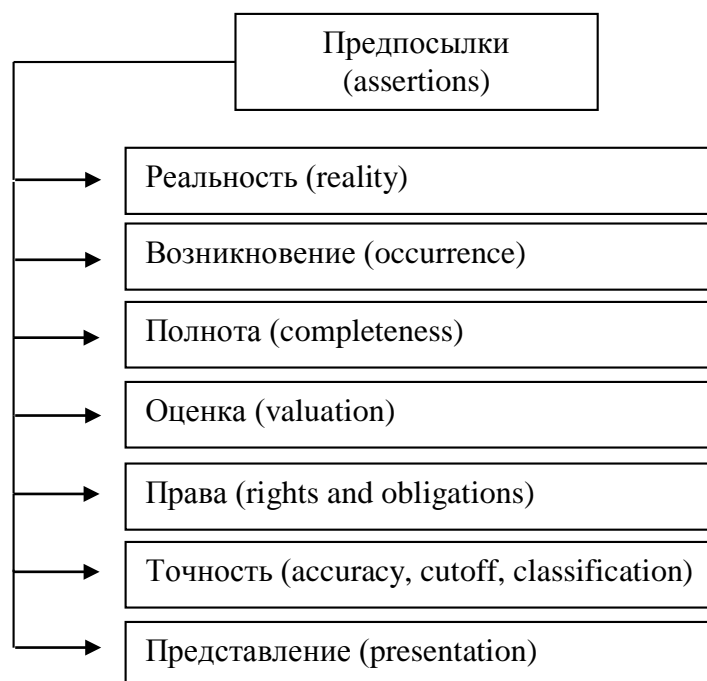 Предпосылки
(assertions)
Реальность (reality)
Возникновение (occurrence)
Полнота (completeness)
Оценка (valuation)
Права (rights and obligations)
Точность (accuracy, cutoff, classification)
Представление (presentation)